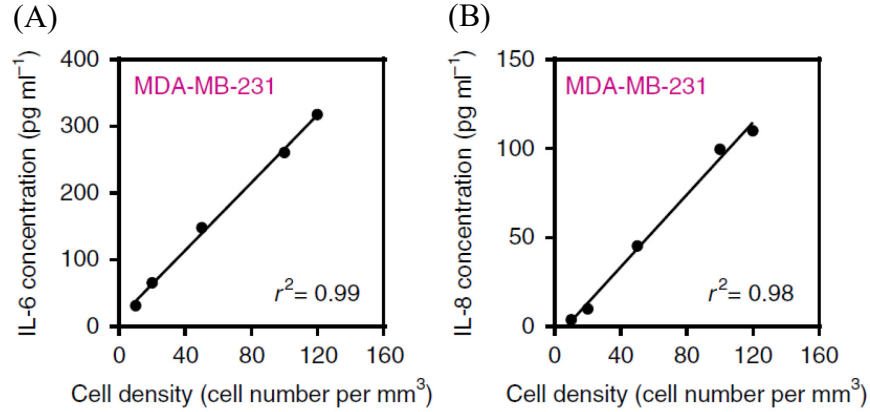 (A)
IL-6 concentration (pg ml⁻¹)
400
300
200
100
0
MDA-MB-231
r² = 0.99
0 40 80 120 160
Cell density (cell number per mm³)
(B)
IL-8 concentration (pg ml⁻¹)
150
100
50
0
MDA-MB-231
r² = 0.98
0 40 80 120 160
Cell density (cell number per mm³)